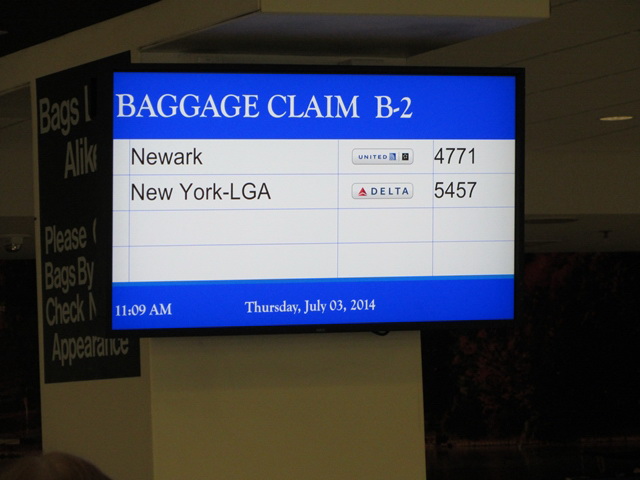 BAGGAGE CLAIM B-2
Newark UNITED 4771
New York-LGA DELTA 5457
11:09 AM Thursday, July 03, 2014
Bags
Alike
Please
Bags By
Check
Appearance